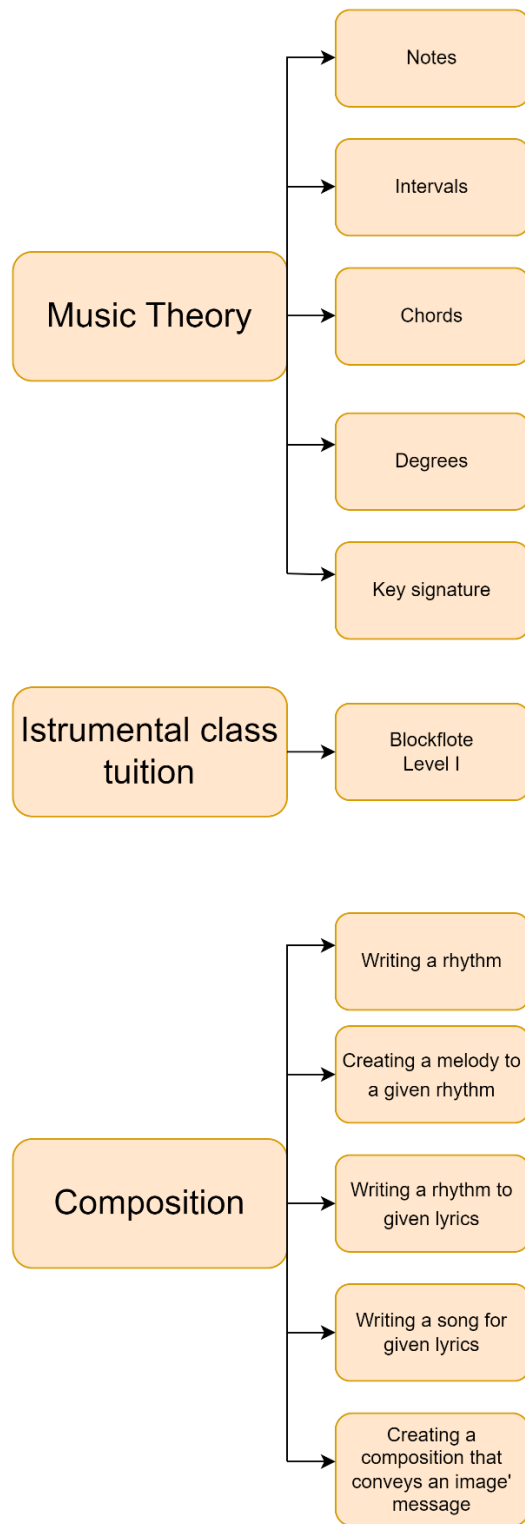 Music Theory
Notes
Intervals
Chords
Degrees
Key signature
Istrumental class
tuition
Blockflote
Level I
Composition
Writing a rhythm
Creating a melody to
a given rhythm
Writing a rhythm to
given lyrics
Writing a song for
given lyrics
Creating a
composition that
conveys an image'
message